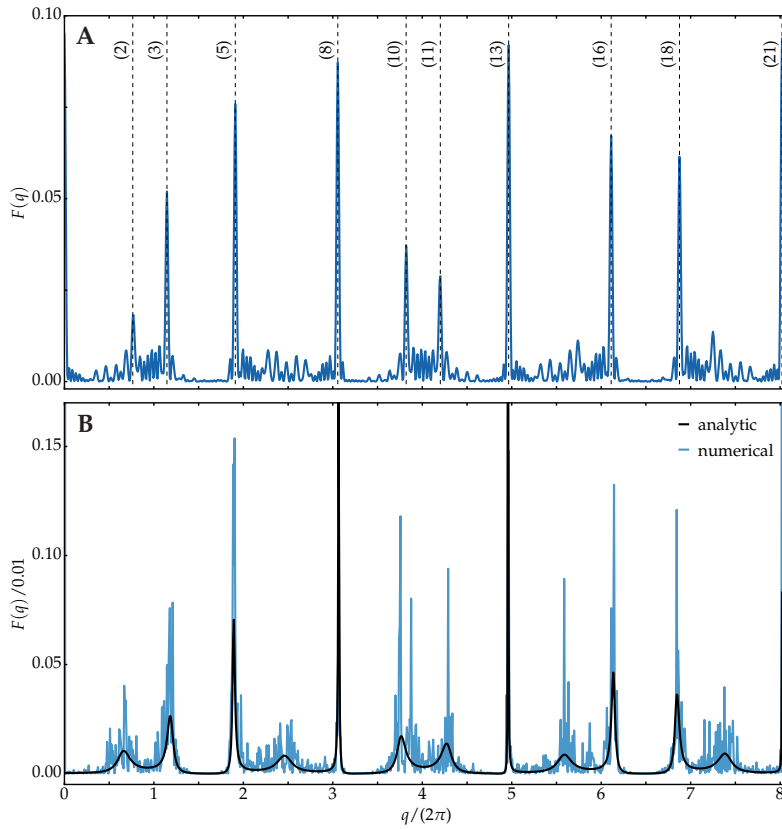 A
0.10
0.05
0.00
F(q)
(2)
(3)
(5)
(8)
(10)
(11)
(13)
(16)
(18)
(21)
B
analytic
numerical
0.15
0.10
0.05
0.00
F(q)/0.01
0 1 2 3 4 5 6 7 8
q/(2π)